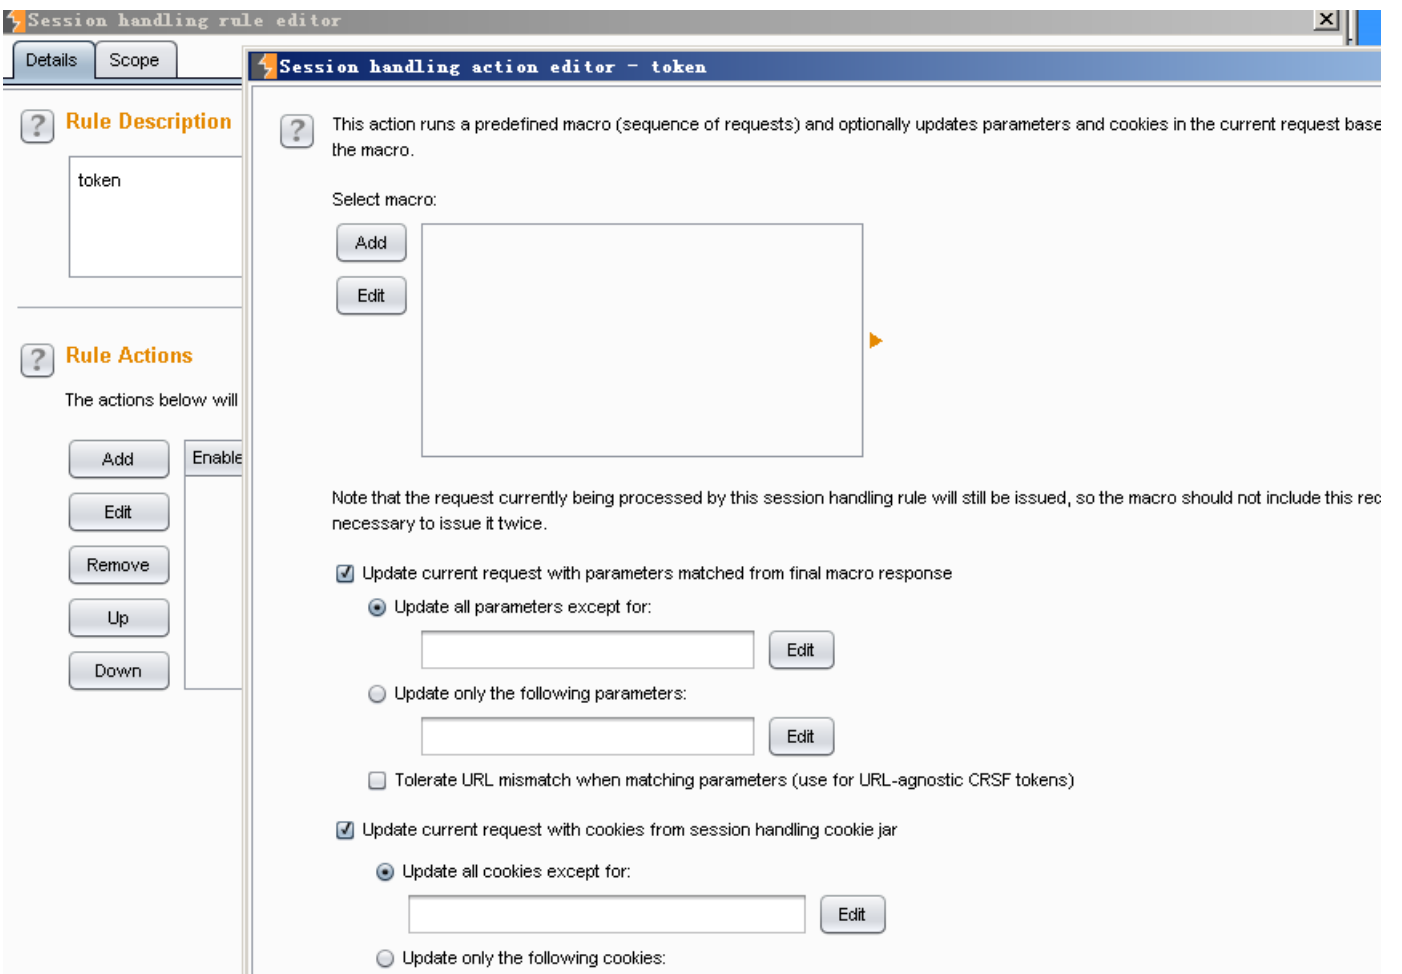 Session handling rule editor
Details
Scope
Session handling action editor - token
Rule Description
token
This action runs a predefined macro (sequence of requests) and optionally updates parameters and cookies in the current request base
the macro.
Select macro:
Add
Edit
Rule Actions
The actions below will
Add
Enable
Edit
Remove
Up
Down
Note that the request currently being processed by this session handling rule will still be issued, so the macro should not include this rec
necessary to issue it twice.
Update current request with parameters matched from final macro response
Update all parameters except for:
Edit
Update only the following parameters:
Edit
Tolerate URL mismatch when matching parameters (use for URL-agnostic CRSF tokens)
Update current request with cookies from session handling cookie jar
Update all cookies except for:
Edit
Update only the following cookies: